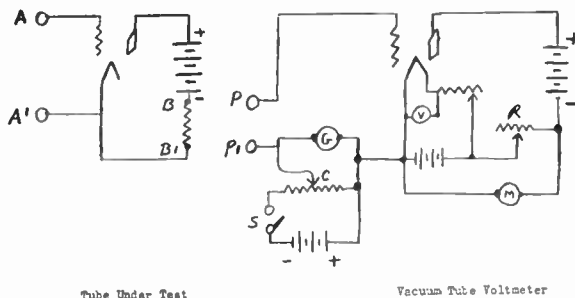 A
A'
+
-
B
B1
P
P1
G
C
S
- +
V
R
M
+
-
Tube Under Test
Vacuum Tube Voltmeter